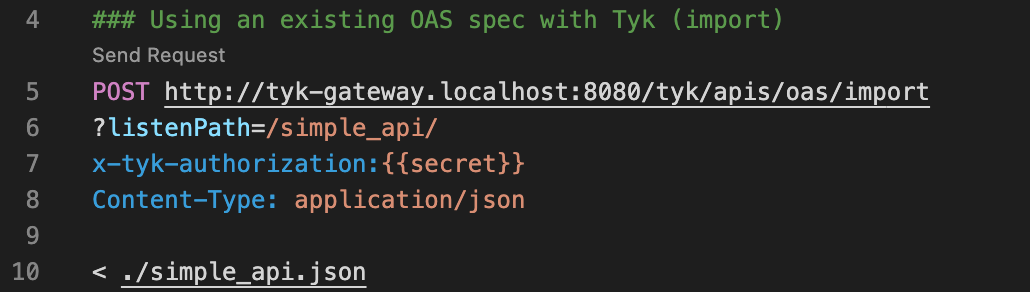 4 ### Using an existing OAS spec with Tyk (import)
Send Request
5 POST http://tyk-gateway.localhost:8080/tyk/apis/oas/import
6 ?listenPath=/simple_api/
7 x-tyk-authorization:{{secret}}
8 Content-Type: application/json
9
10 < ./simple_api.json